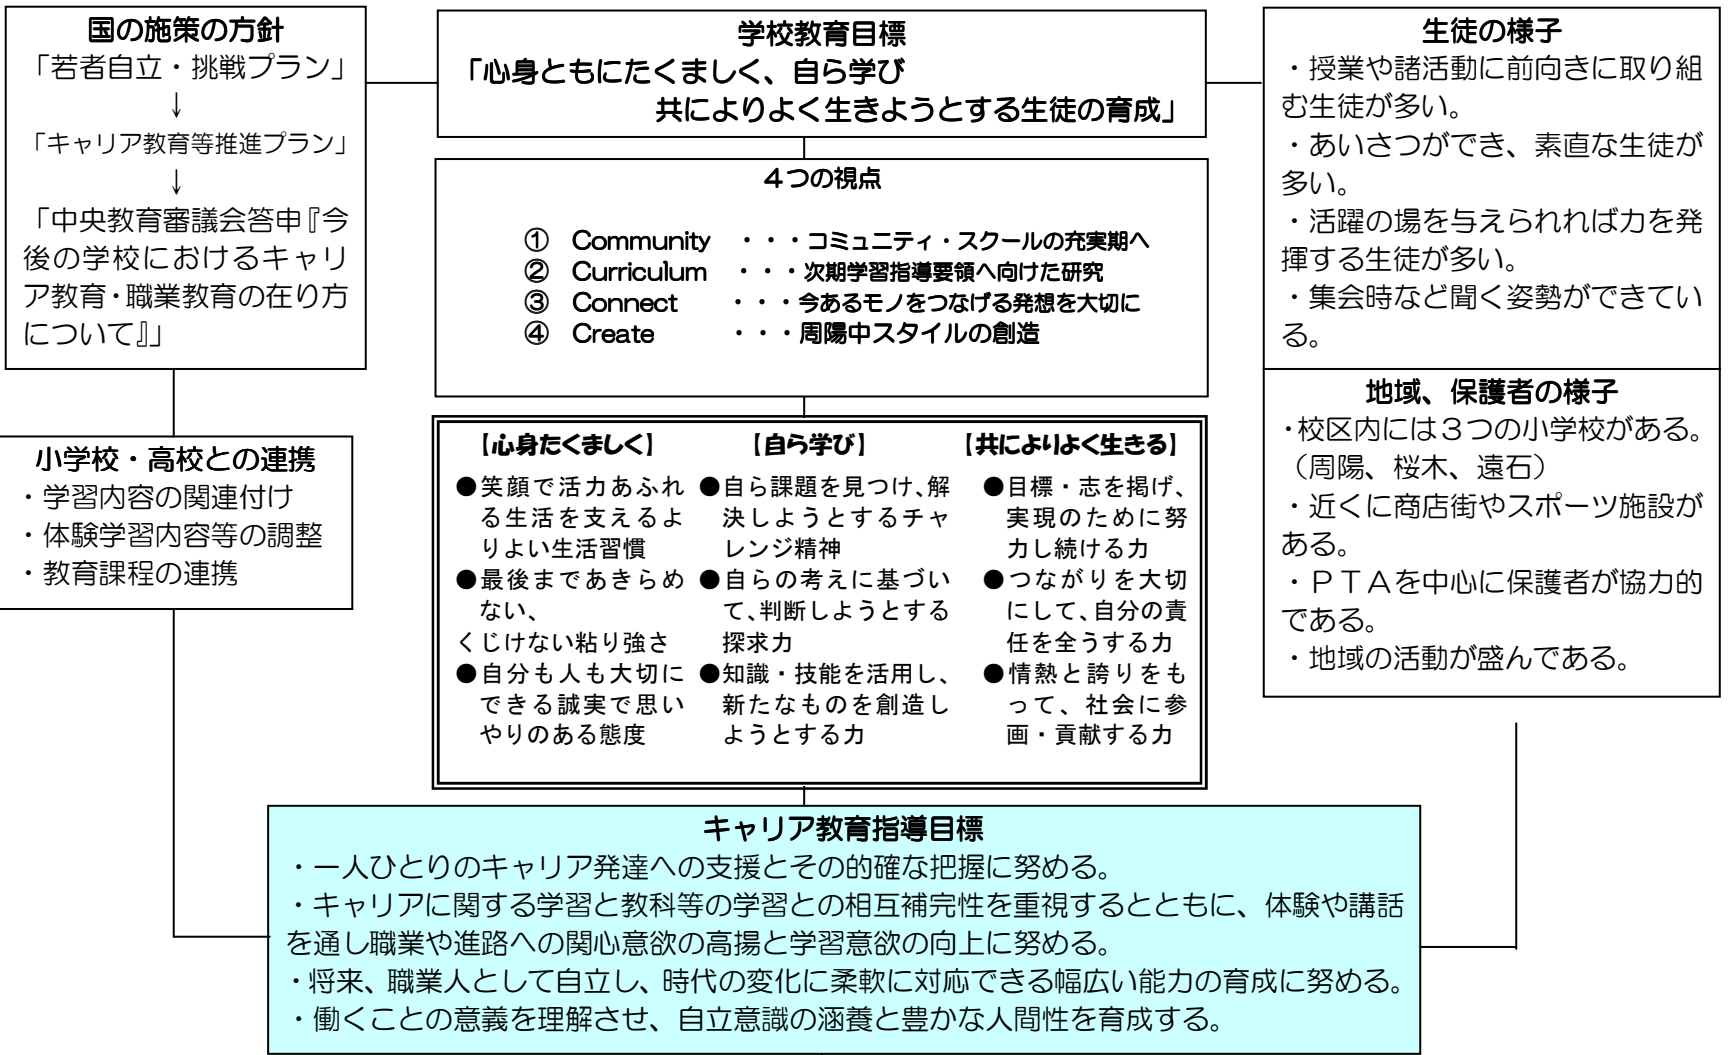 国の施策の方針
「若者自立・挑戦プラン」
↓
「キャリア教育等推進プラン」
↓
「中央教育審議会答申『今
後の学校におけるキャリ
ア教育・職業教育の在り方
について』」
学校教育目標
「心身ともにたくましく、自ら学び
共によりよく生きようとする生徒の育成」
生徒の様子
・授業や諸活動に前向きに取り組
む生徒が多い。
・あいさつができ、素直な生徒が
多い。
・活躍の場を与えられれば力を発
揮する生徒が多い。
・集会時など聞く姿勢ができてい
る。
4つの視点
① Community ・・・コミュニティ・スクールの充実期へ
② Curriculum ・・・次期学習指導要領へ向けた研究
③ Connect ・・・今あるモノをつなげる発想を大切に
④ Create ・・・周陽中スタイルの創造
小学校・高校との連携
・学習内容の関連付け
・体験学習内容等の調整
・教育課程の連携
【心身たくましく】
●笑顔で活力あふれ
る生活を支えるよ
りよい生活習慣
●最後まであきらめ
ない、
くじけない粘り強さ
●自分も人も大切に
できる誠実で思い
やりのある態度
【自ら学び】
●自ら課題を見つけ、解
決しようとするチャ
レンジ精神
●自らの考えに基づい
て、判断しようとする
探求力
●知識・技能を活用し、
新たなものを創造し
ようとする力
【共によりよく生きる】
●目標・志を掲げ、
実現のために努
力し続ける力
●つながりを大切
にして、自分の責
任を全うする力
●情熱と誇りをも
って、社会に参
画・貢献する力
地域、保護者の様子
・校区内には3つの小学校がある。
（周陽、桜木、遠石）
・近くに商店街やスポーツ施設が
ある。
・PTAを中心に保護者が協力的
である。
・地域の活動が盛んである。
キャリア教育指導目標
・一人ひとりのキャリア発達への支援とその的確な把握に努める。
・キャリアに関する学習と教科等の学習との相互補完性を重視するとともに、体験や講話
を通し職業や進路への関心意欲の高揚と学習意欲の向上に努める。
・将来、職業人として自立し、時代の変化に柔軟に対応できる幅広い能力の育成に努める。
・働くことの意義を理解させ、自立意識の涵養と豊かな人間性を育成する。